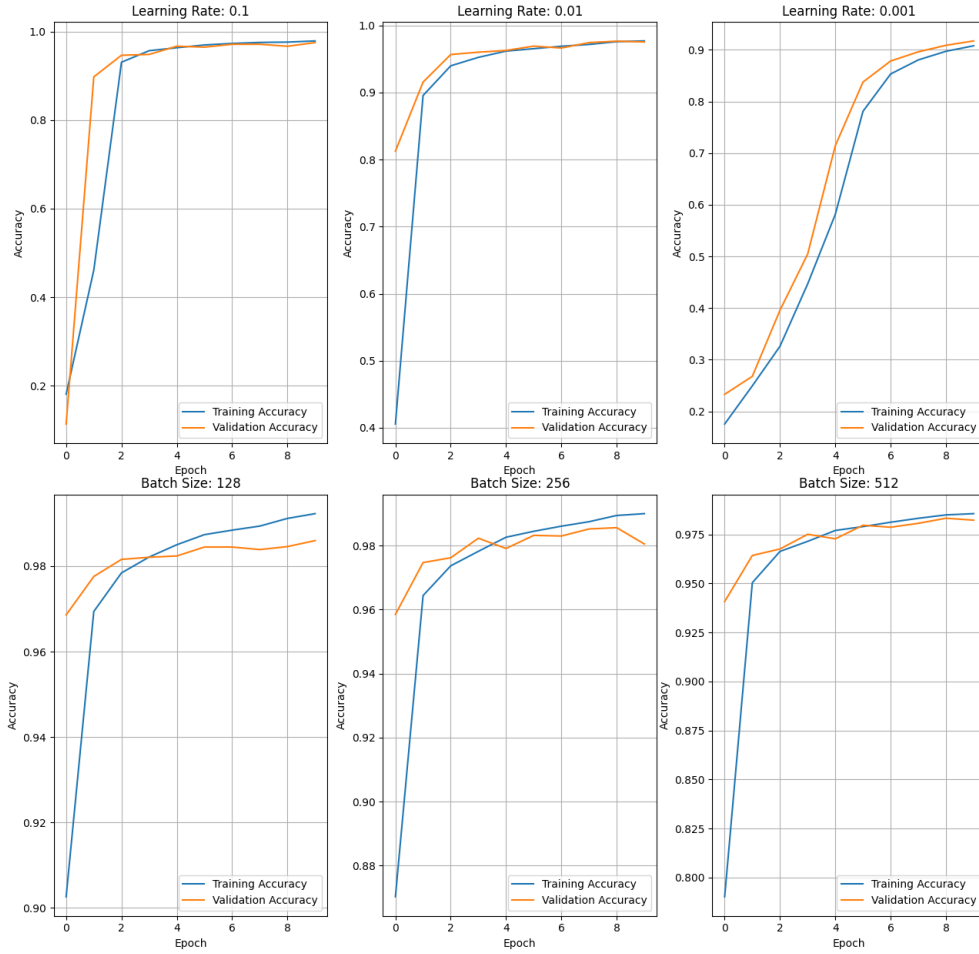 Learning Rate: 0.1
1.0
0.8
0.6
0.4
0.2
Accuracy
Training Accuracy
Validation Accuracy
0 2 4 6 8
Epoch
Learning Rate: 0.01
1.0
0.9
0.8
0.7
0.6
0.5
0.4
Accuracy
Training Accuracy
Validation Accuracy
0 2 4 6 8
Epoch
Learning Rate: 0.001
0.9
0.8
0.7
0.6
0.5
0.4
0.3
0.2
Accuracy
Training Accuracy
Validation Accuracy
0 2 4 6 8
Epoch
Batch Size: 128
0.98
0.96
0.94
0.92
0.90
Accuracy
Training Accuracy
Validation Accuracy
0 2 4 6 8
Epoch
Batch Size: 256
0.98
0.96
0.94
0.92
0.90
0.88
Accuracy
Training Accuracy
Validation Accuracy
0 2 4 6 8
Epoch
Batch Size: 512
0.975
0.950
0.925
0.900
0.875
0.850
0.825
0.800
Accuracy
Training Accuracy
Validation Accuracy
0 2 4 6 8
Epoch